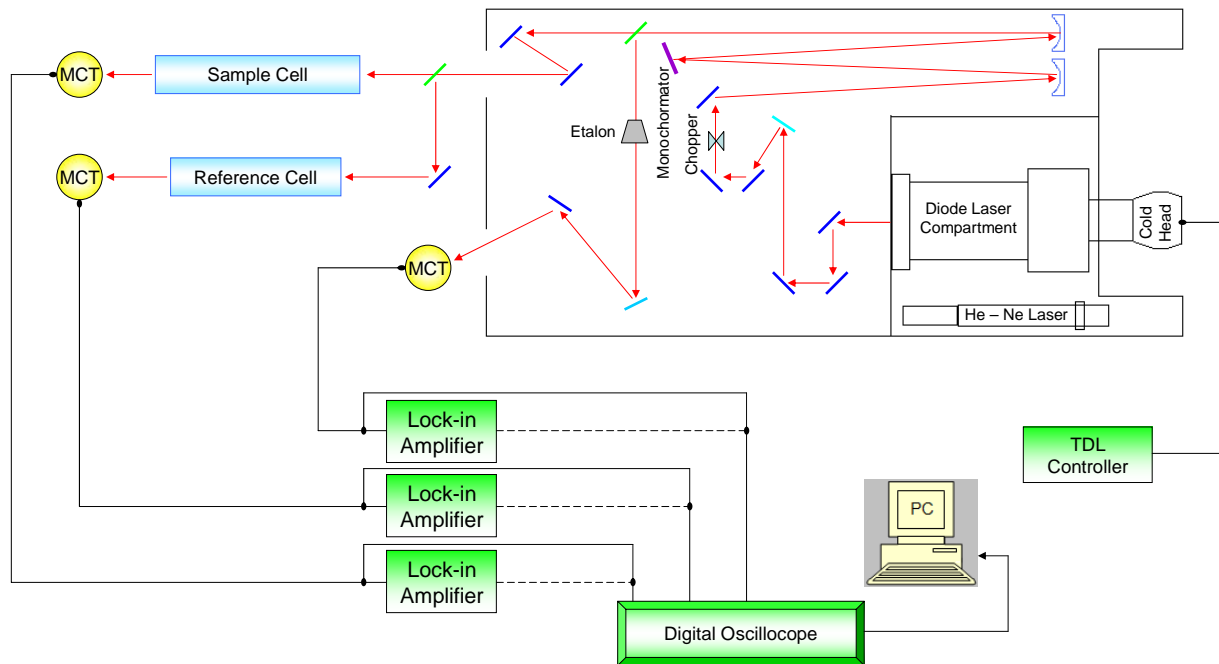 MCT
Sample Cell
MCT
Reference Cell
Etalon
Monochormator
Chopper
Diode Laser
Compartment
Cold
Head
MCT
He – Ne Laser
Lock-in
Amplifier
Lock-in
Amplifier
Lock-in
Amplifier
TDL
Controller
PC
Digital Oscillocope